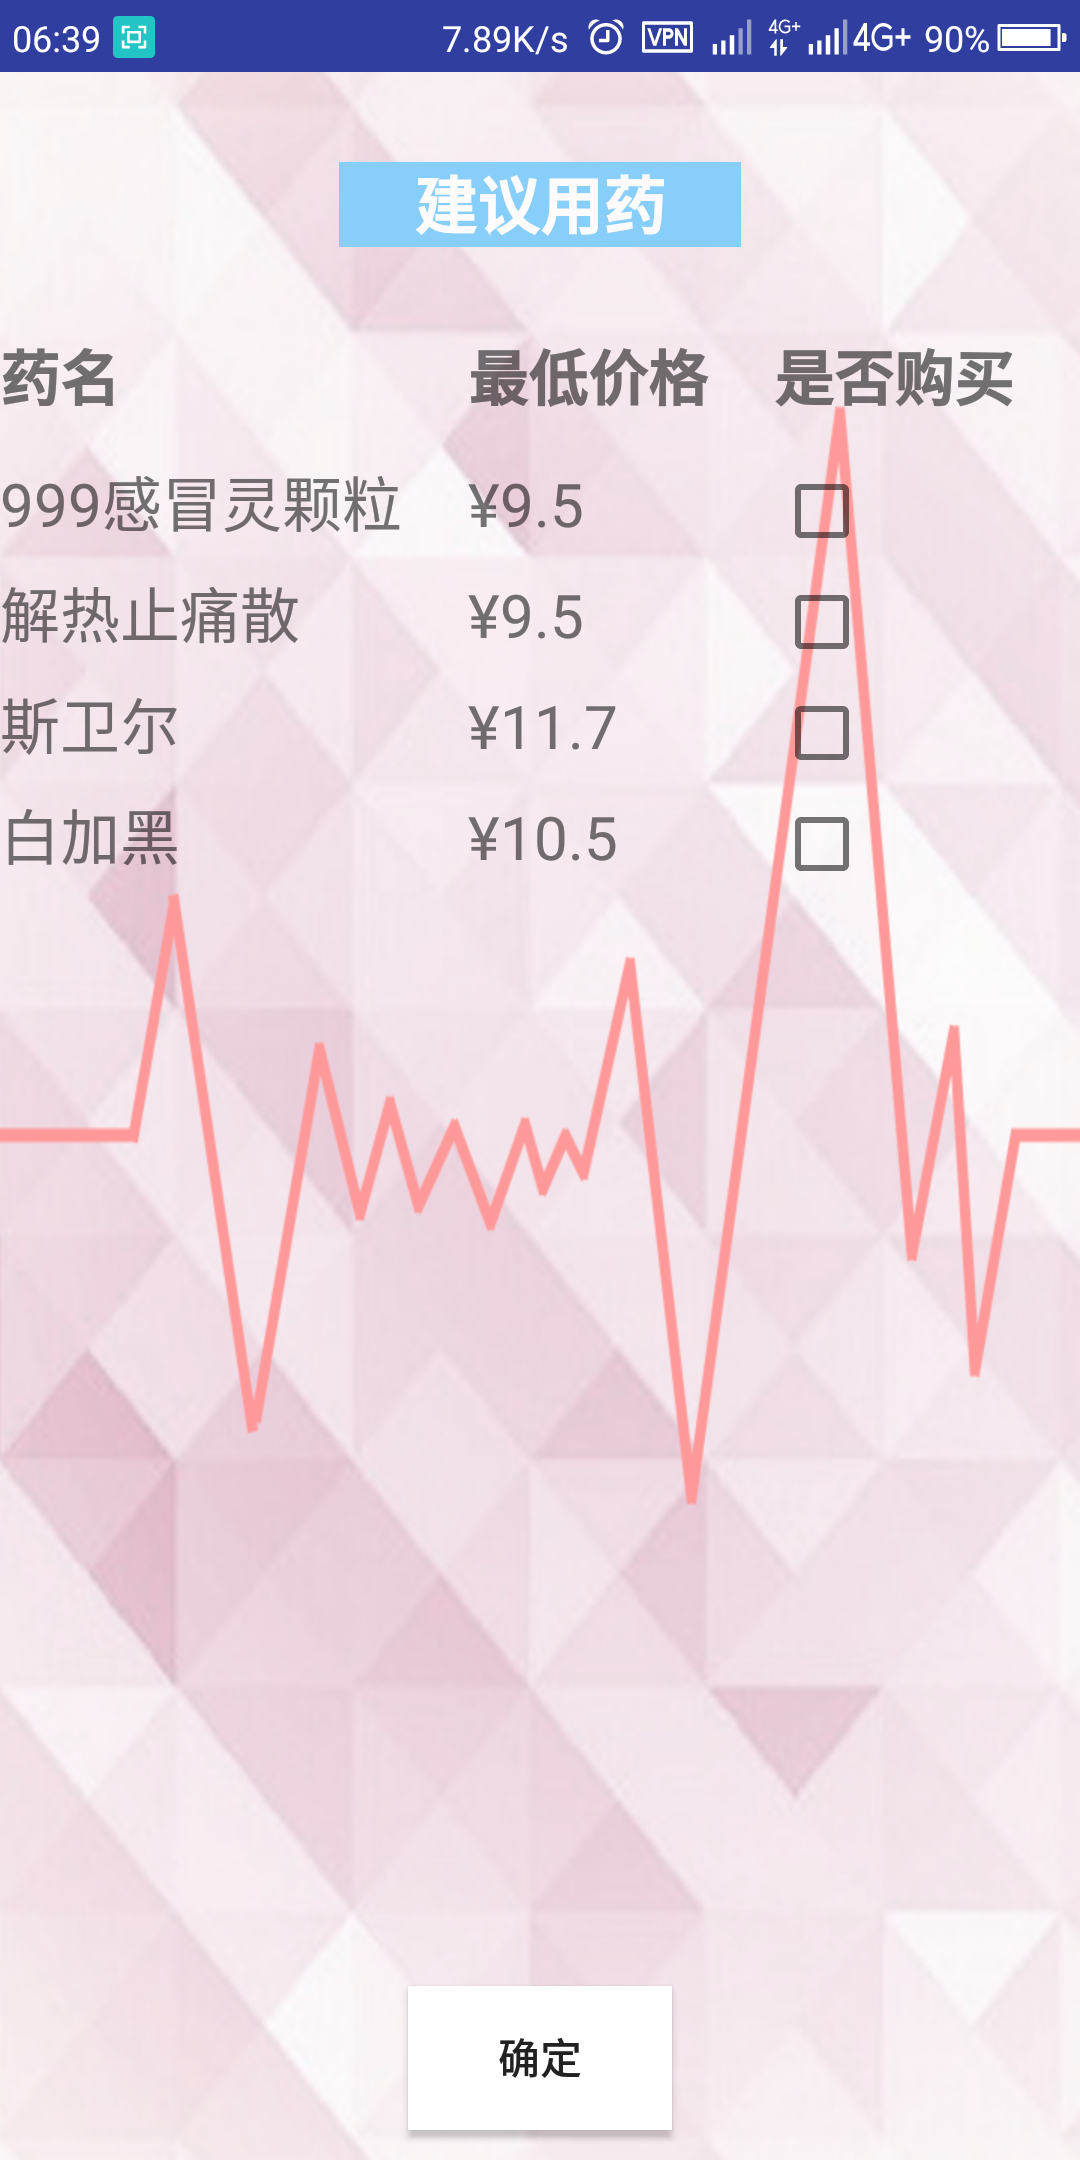 06:39 7.89K/s VPN 4G+ 4G+ 90%
建议用药
药名 最低价格 是否购买
999感冒灵颗粒 ¥9.5
解热止痛散 ¥9.5
斯卫尔 ¥11.7
白加黑 ¥10.5
确定